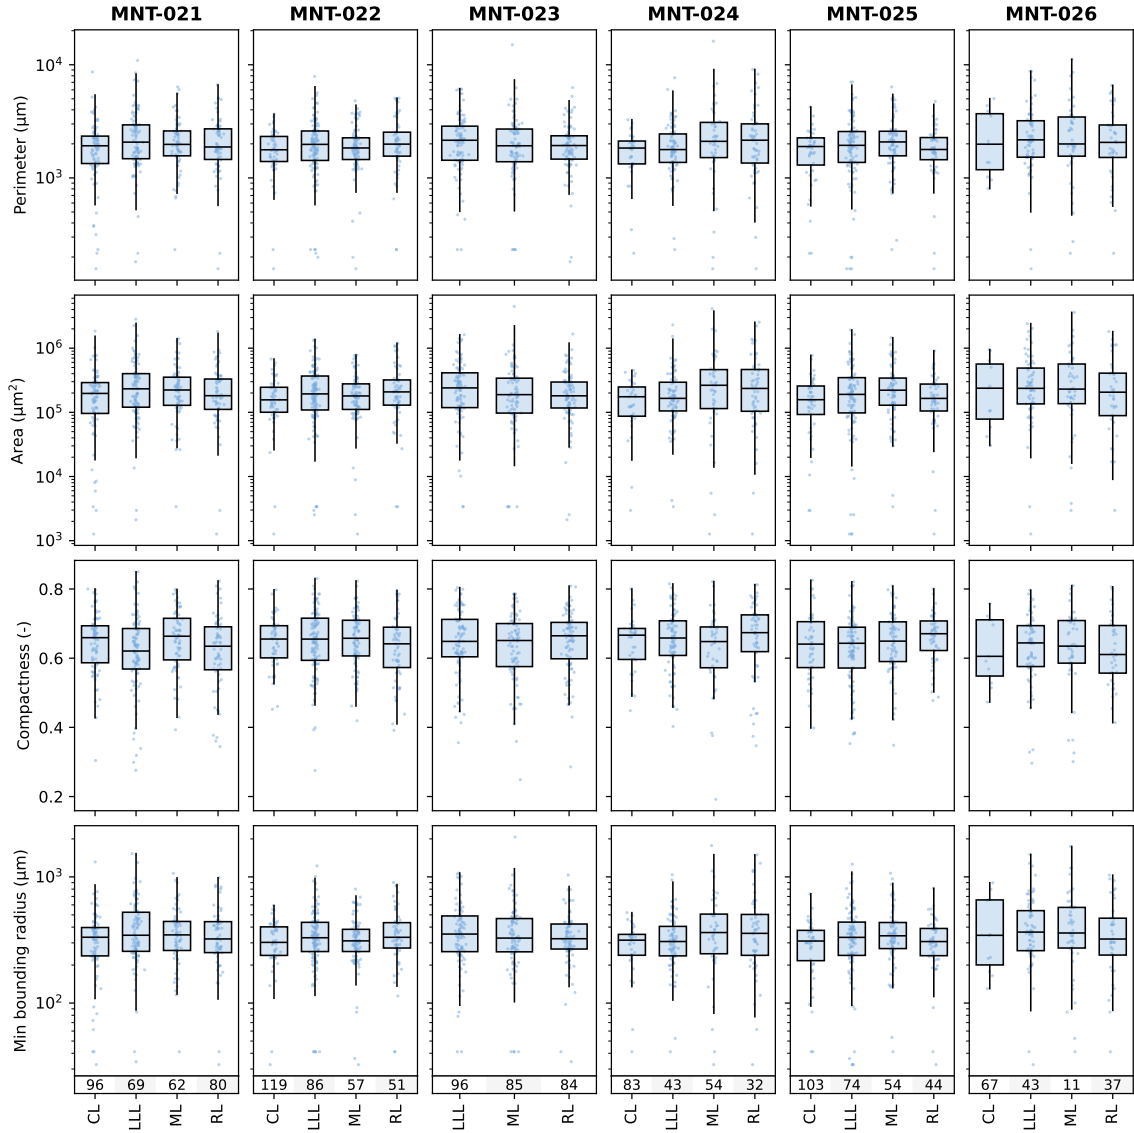 MNT-021 MNT-022 MNT-023 MNT-024 MNT-025 MNT-026
Perimeter (µm)
10⁴
10³
Area (µm²)
10⁶
10⁵
10⁴
10³
Compactness (-)
0.8
0.6
0.4
0.2
Min bounding radius (µm)
10³
10²
96 69 62 80 119 86 57 51 96 85 84 83 43 54 32 103 74 54 44 67 43 11 37
CL LLL ML RL CL LLL ML RL LLL ML RL CL LLL ML RL CL LLL ML RL CL LLL ML RL